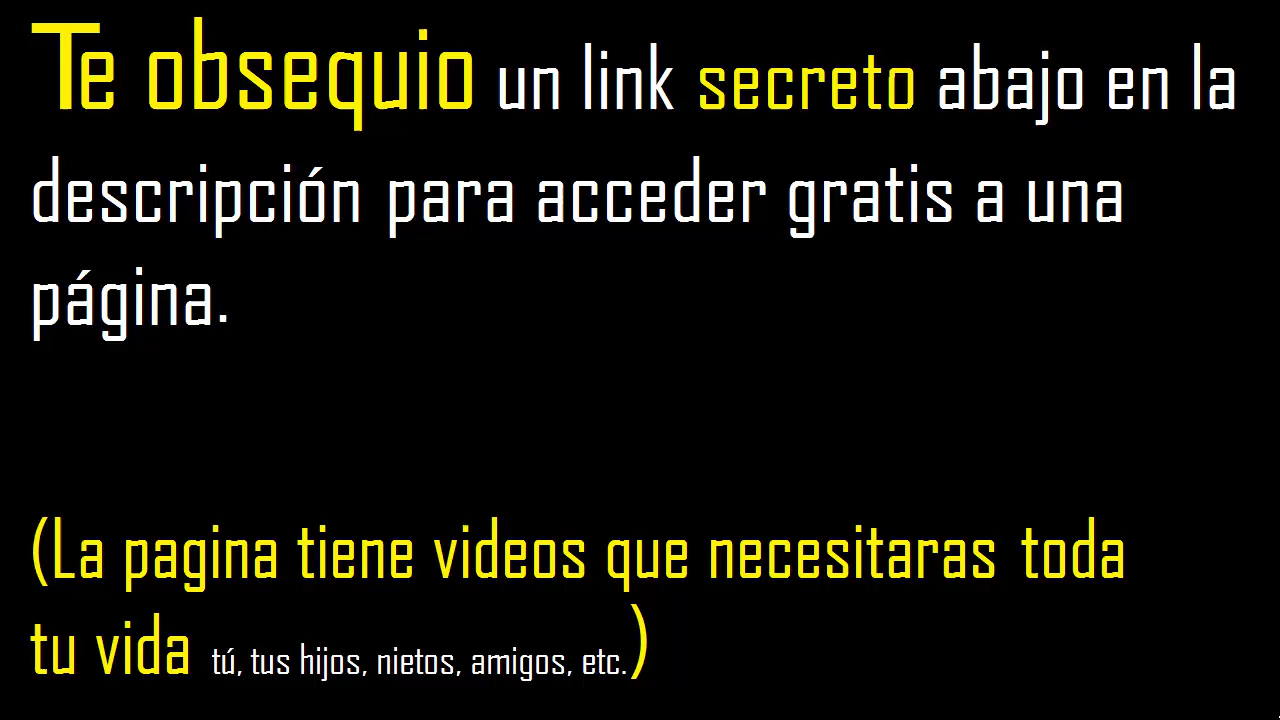 Te obsequio un link secreto abajo en la
descripción para acceder gratis a una
página.
(La pagina tiene videos que necesitaras toda
tu vida tú, tus hijos, nietos, amigos, etc.)